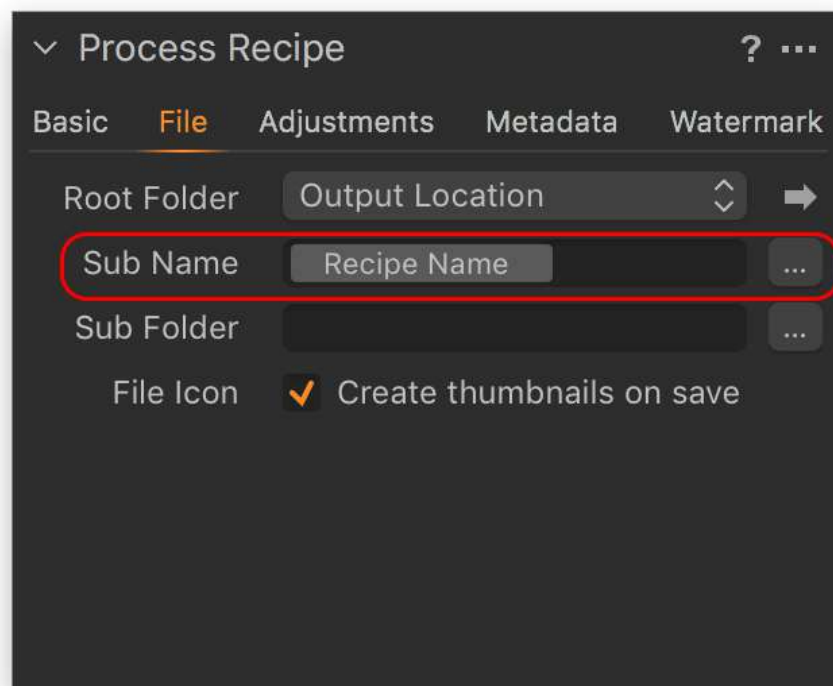 Process Recipe ? ...
Basic File Adjustments Metadata Watermark
Root Folder Output Location
Sub Name Recipe Name ...
Sub Folder ...
File Icon Create thumbnails on save